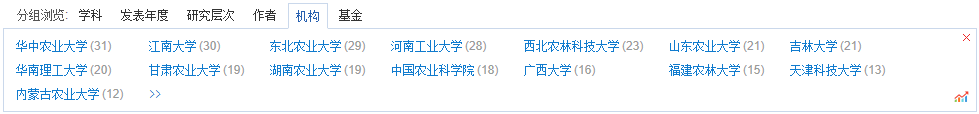 分组浏览: 学科 发表年度 研究层次 作者 机构 基金
华中农业大学 (31) 江南大学 (30) 东北农业大学 (29) 河南工业大学 (28) 西北农林科技大学 (23) 山东农业大学 (21) 吉林大学 (21)
华南理工大学 (20) 甘肃农业大学 (19) 湖南农业大学 (19) 中国农业科学院 (18) 广西大学 (16) 福建农林大学 (15) 天津科技大学 (13)
内蒙古农业大学 (12) >>